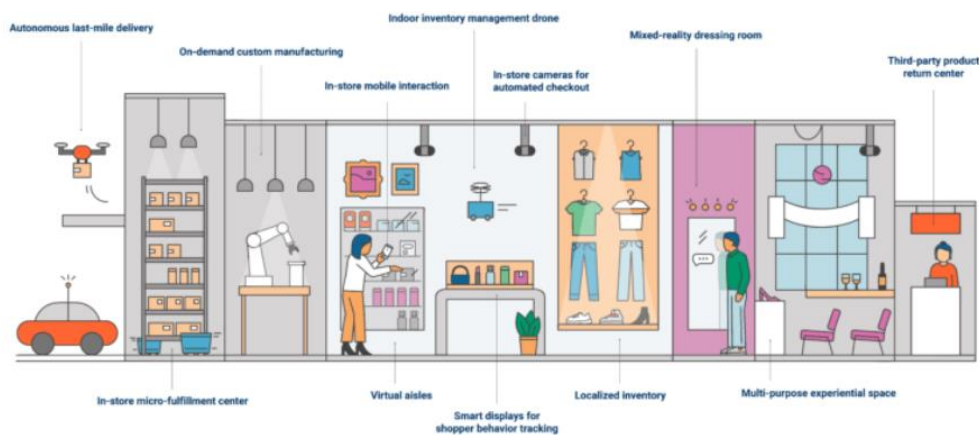 Autonomous last-mile delivery
On-demand custom manufacturing
In-store mobile interaction
Indoor inventory management drone
In-store cameras for
automated checkout
Mixed-reality dressing room
Third-party product
return center
In-store micro-fulfillment center
Virtual aisles
Smart displays for
shopper behavior tracking
Localized inventory
Multi-purpose experiential space